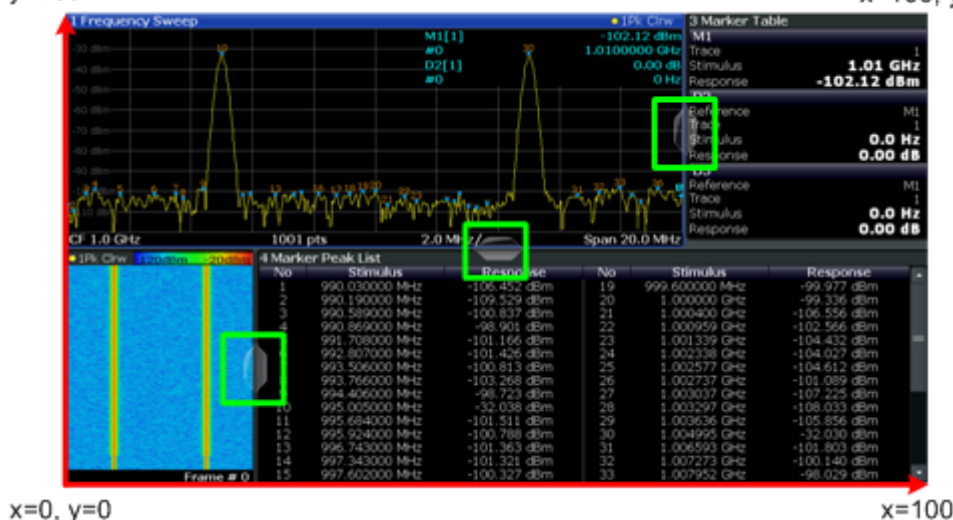 1 Frequency Sweep
1Pk Clrw
3 Marker Table
M1[1] -102.12 dBm
#0 1.0100000 GHz
D2[1] 0.00 dB
#0 0 Hz
M1
Trace 1
Stimulus 1.01 GHz
Response -102.12 dBm
Reference M1
Trace 1
Stimulus 0.0 Hz
Response 0.00 dB
D3
Reference M1
Trace 1
Stimulus 0.0 Hz
Response 0.00 dB
-30 dBm
-40 dBm
-50 dBm
-60 dBm
-70 dBm
-80 dBm
-90 dBm
CF 1.0 GHz 1001 pts 2.0 MHz/ Span 20.0 MHz
1Pk Clrw -120dBm -20dBm
Frame # 0
4 Marker Peak List
No Stimulus Response No Stimulus Response
1 990.030000 MHz -106.452 dBm 19 999.600000 MHz -99.977 dBm
2 990.190000 MHz -109.529 dBm 20 1.000000 GHz -99.336 dBm
3 990.589000 MHz -100.837 dBm 21 1.000400 GHz -106.556 dBm
4 990.869000 MHz -98.901 dBm 22 1.000959 GHz -102.566 dBm
991.708000 MHz -101.166 dBm 23 1.001339 GHz -104.432 dBm
992.807000 MHz -101.426 dBm 24 1.002338 GHz -104.027 dBm
993.506000 MHz -100.813 dBm 25 1.002577 GHz -104.612 dBm
993.766000 MHz -103.268 dBm 26 1.002737 GHz -101.089 dBm
994.406000 MHz -98.723 dBm 27 1.003037 GHz -107.225 dBm
10 995.005000 MHz -32.038 dBm 28 1.003297 GHz -108.033 dBm
11 995.684000 MHz -101.511 dBm 29 1.003636 GHz -105.856 dBm
12 995.924000 MHz -100.788 dBm 30 1.004995 GHz -32.030 dBm
13 996.743000 MHz -101.363 dBm 31 1.006593 GHz -101.803 dBm
14 997.343000 MHz -101.321 dBm 32 1.007273 GHz -100.140 dBm
15 997.602000 MHz -100.327 dBm 33 1.007952 GHz -98.029 dBm
x=0, y=0
x=100